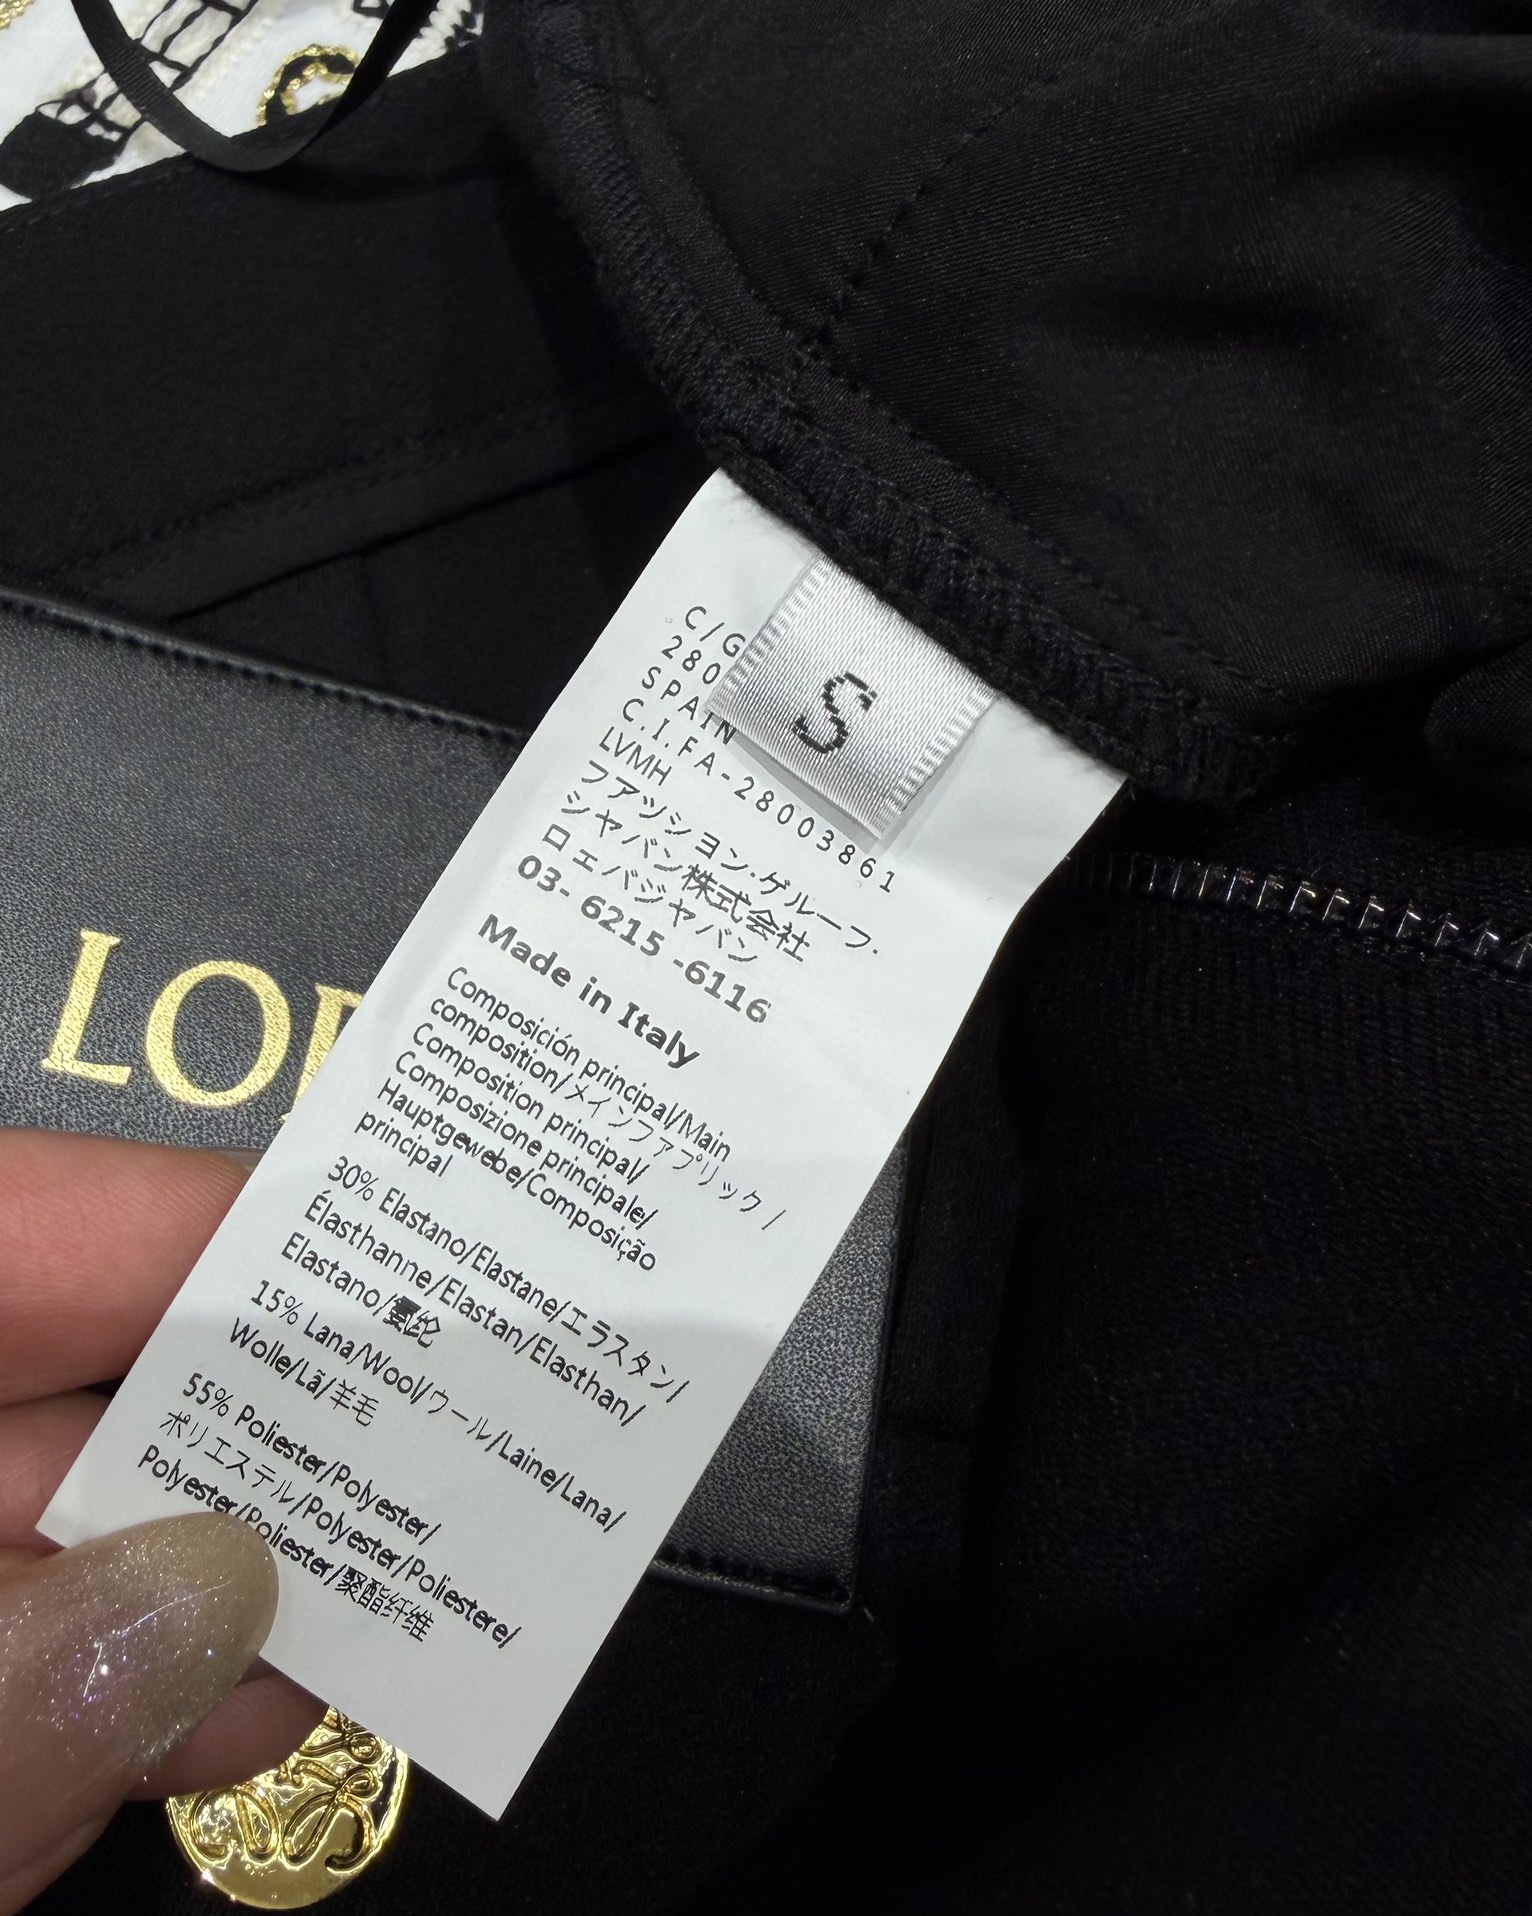 S
C/G
280
SPAIN
C.I.F A-28003861
LVMH
ファッション·グループ·
ジャパン株式会社
ロエベジャパン
03- 6215 -6116
Made in Italy
Composición principal/Main
composition/メインファブリック/
Composition principal/
Composizione principale/
Hauptgewebe/Composição
principal
30% Elastano/Elastane/エラスタン/
Élasthanne/Elastan/Elasthan/
Elastano/氨纶
15% Lana/Wool/ウール/Laine/Lana/
Wolle/Lã/羊毛
55% Poliester/Polyester/
ポリエステル/Polyester/Poliestere/
Polyester/Poliester/聚酯纤维
LOE